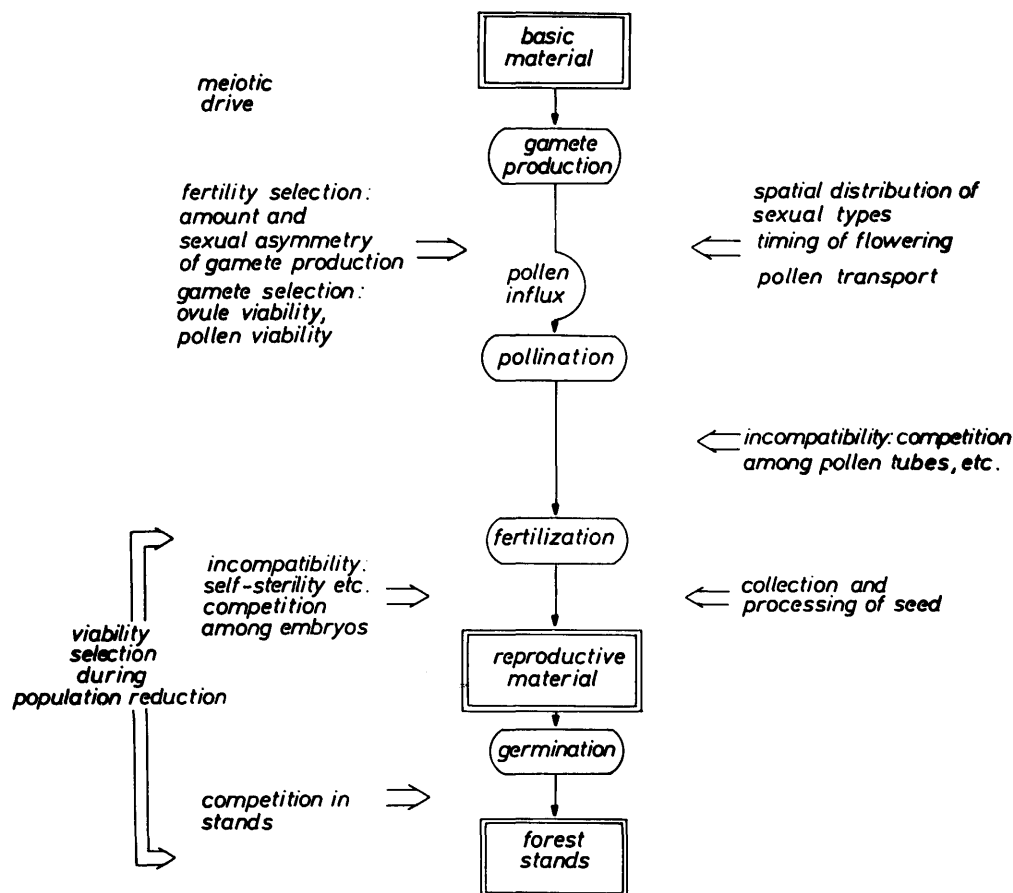 basic
material
meiotic
drive
gamete
production
fertility selection:
amount and
sexual asymmetry
of gamete production
gamete selection:
ovule viability,
pollen viability
spatial distribution of
sexual types
timing of flowering
pollen transport
pollen
influx
pollination
incompatibility: competition
among pollen tubes, etc.
fertilization
incompatibility:
self-sterility etc.
competition
among embryos
collection and
processing of seed
viability
selection
during
population reduction
reproductive
material
germination
competition in
stands
forest
stands